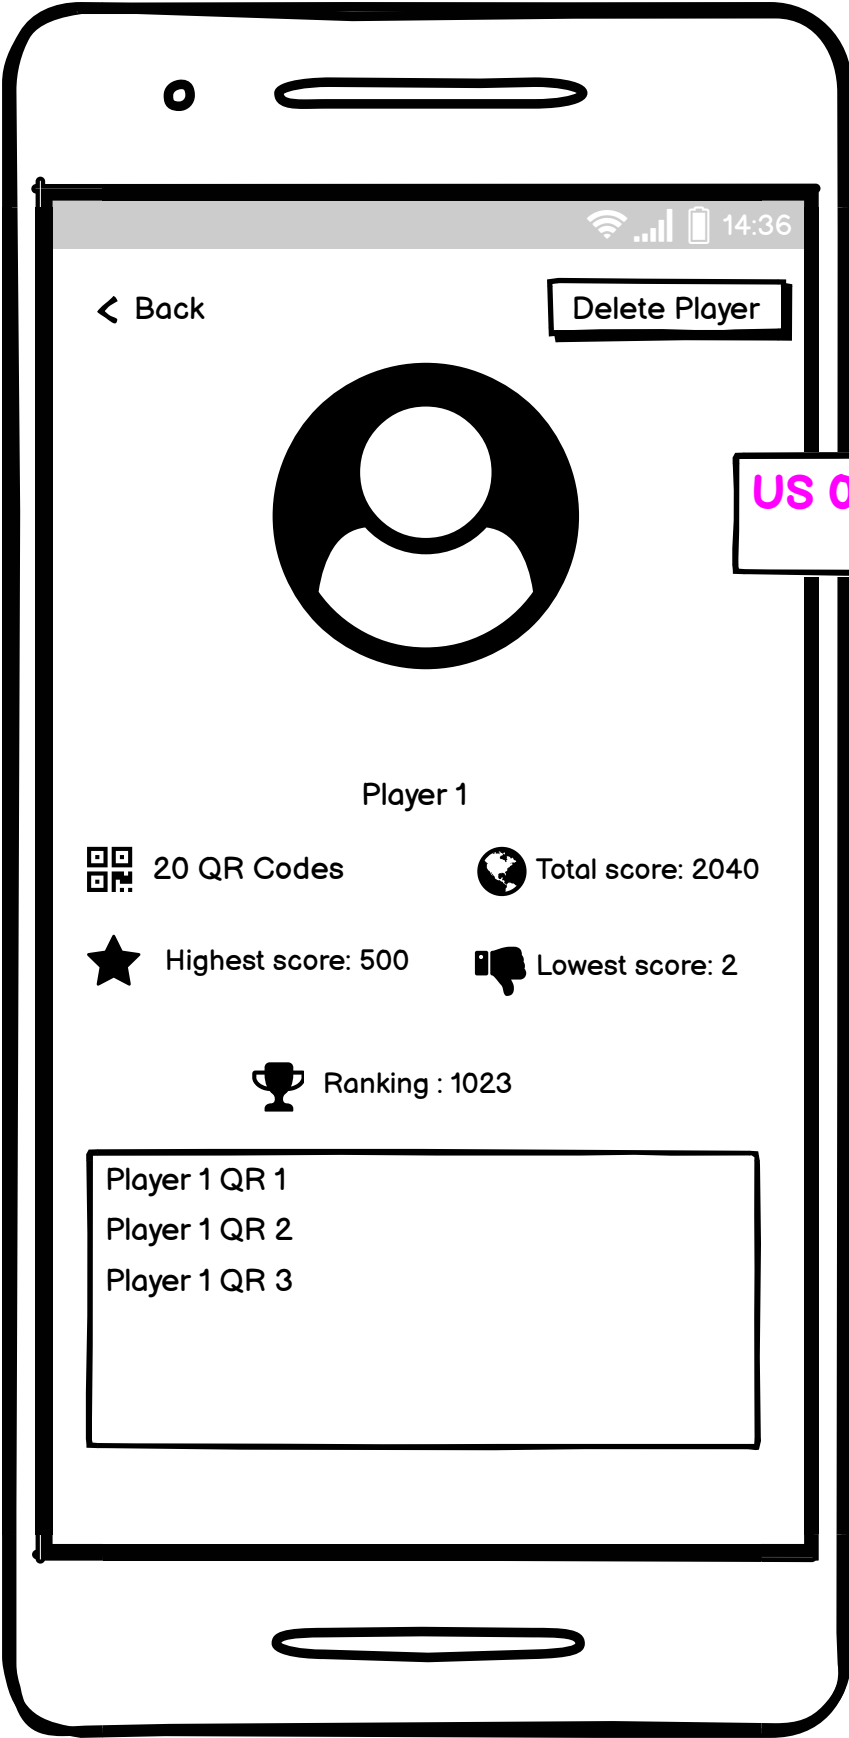 14:36
Back
Delete Player
US
Player 1
20 QR Codes
Total score: 2040
Highest score: 500
Lowest score: 2
Ranking : 1023
Player 1 QR 1
Player 1 QR 2
Player 1 QR 3